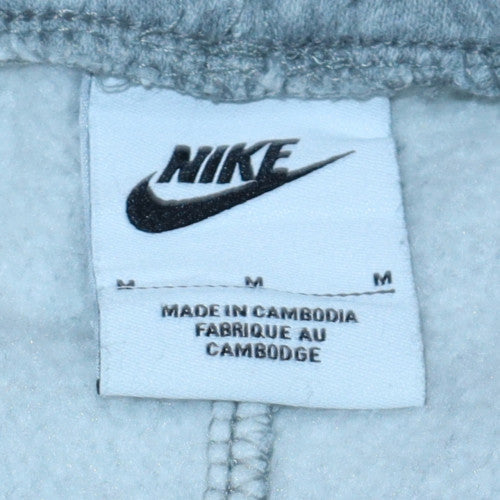 NIKE
M M M
MADE IN CAMBODIA
FABRIQUE AU
CAMBODGE